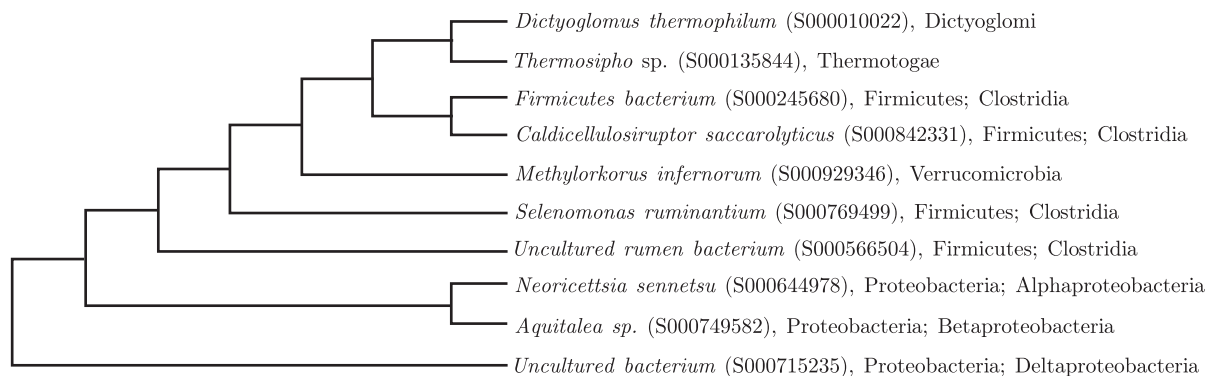 Dictyoglomus thermophilum (S000010022), Dictyoglomi
Thermosipho sp. (S000135844), Thermotogae
Firmicutes bacterium (S000245680), Firmicutes; Clostridia
Caldicellulosiruptor saccarolyticus (S000842331), Firmicutes; Clostridia
Methylorkorus infernorum (S000929346), Verrucomicrobia
Selenomonas ruminantium (S000769499), Firmicutes; Clostridia
Uncultured rumen bacterium (S000566504), Firmicutes; Clostridia
Neoricettsia sennetsu (S000644978), Proteobacteria; Alphaproteobacteria
Aquitalea sp. (S000749582), Proteobacteria; Betaproteobacteria
Uncultured bacterium (S000715235), Proteobacteria; Deltaproteobacteria